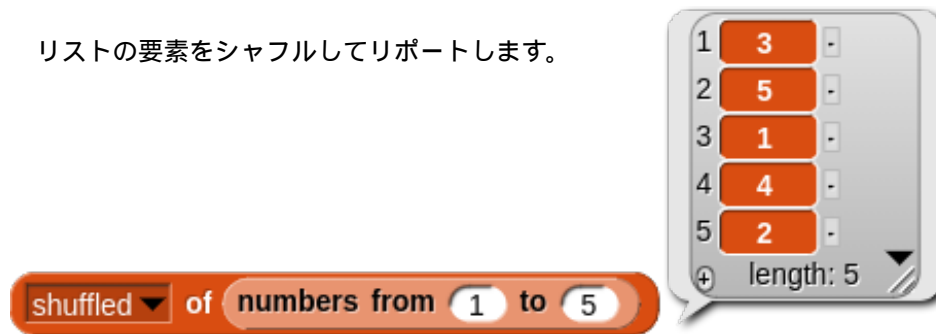 リストの要素をシャフルしてリポートします。
1 3 -
2 5 -
3 1 -
4 4 -
5 2 -
+ length: 5
shuffled of numbers from 1 to 5